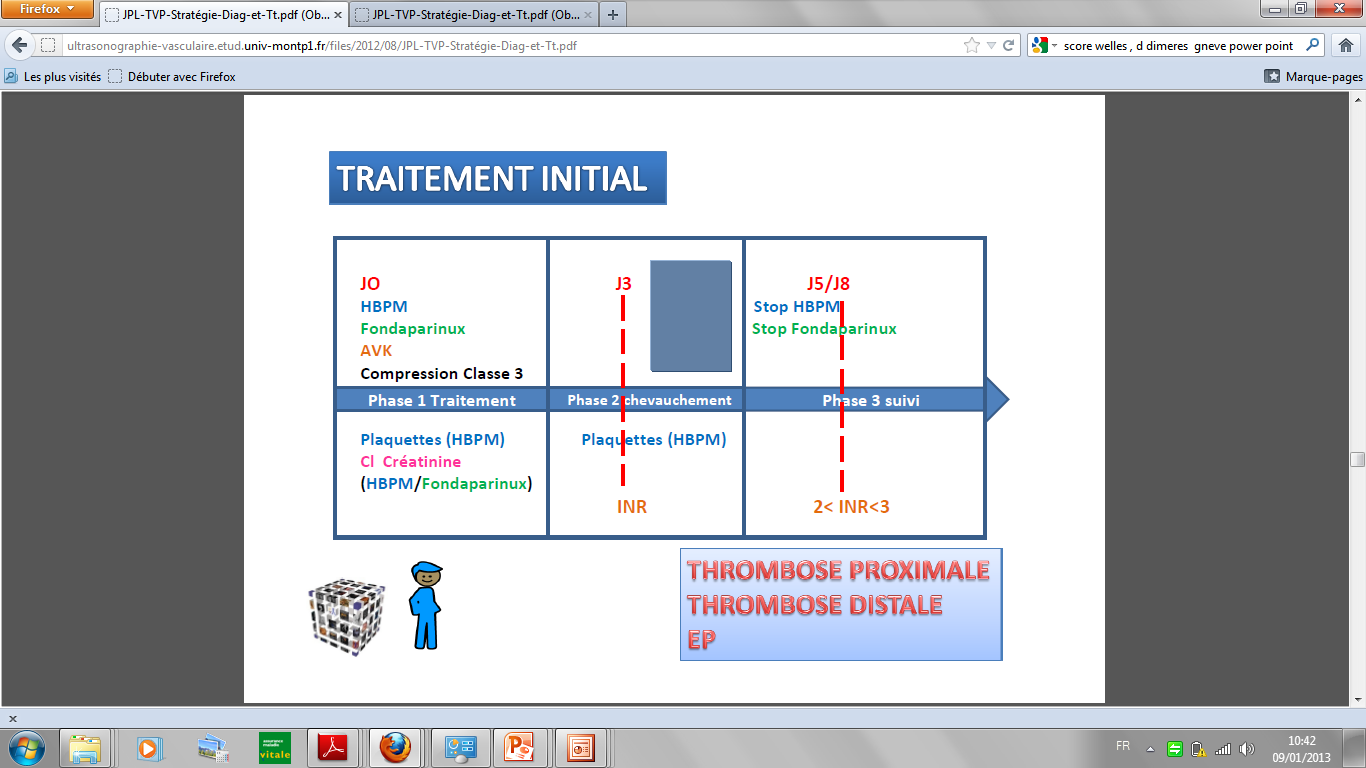 Firefox
JPL-TVP-Stratégie-Diag-et-Tt.pdf (Ob...
JPL-TVP-Stratégie-Diag-et-Tt.pdf (Ob...
ultrasonographie-vasculaire.etud.univ-montp1.fr/files/2012/08/JPL-TVP-Stratégie-Diag-et-Tt.pdf
score welles , d dimeres gneve power point
Les plus visités
Débuter avec Firefox
Marque-pages
TRAITEMENT INITIAL
JO
HBPM
Fondaparinux
AVK
Compression Classe 3
J3
J5/J8
Stop HBPM
Stop Fondaparinux
Phase 1 Traitement
Phase 2 chevauchement
Phase 3 suivi
Plaquettes (HBPM)
Cl Créatinine
(HBPM/Fondaparinux)
Plaquettes (HBPM)
INR
2< INR<3
THROMBOSE PROXIMALE
THROMBOSE DISTALE
EP
assurance
maladie
vitale
FR
10:42
09/01/2013